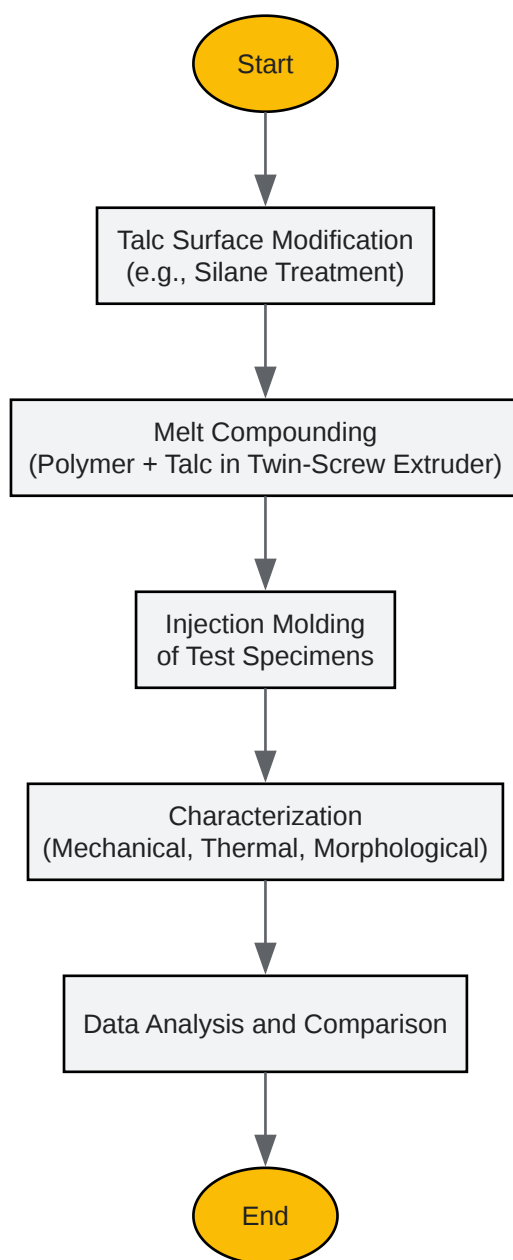 Start
Talc Surface Modification
(e.g., Silane Treatment)
Melt Compounding
(Polymer + Talc in Twin-Screw Extruder)
Injection Molding
of Test Specimens
Characterization
(Mechanical, Thermal, Morphological)
Data Analysis and Comparison
End